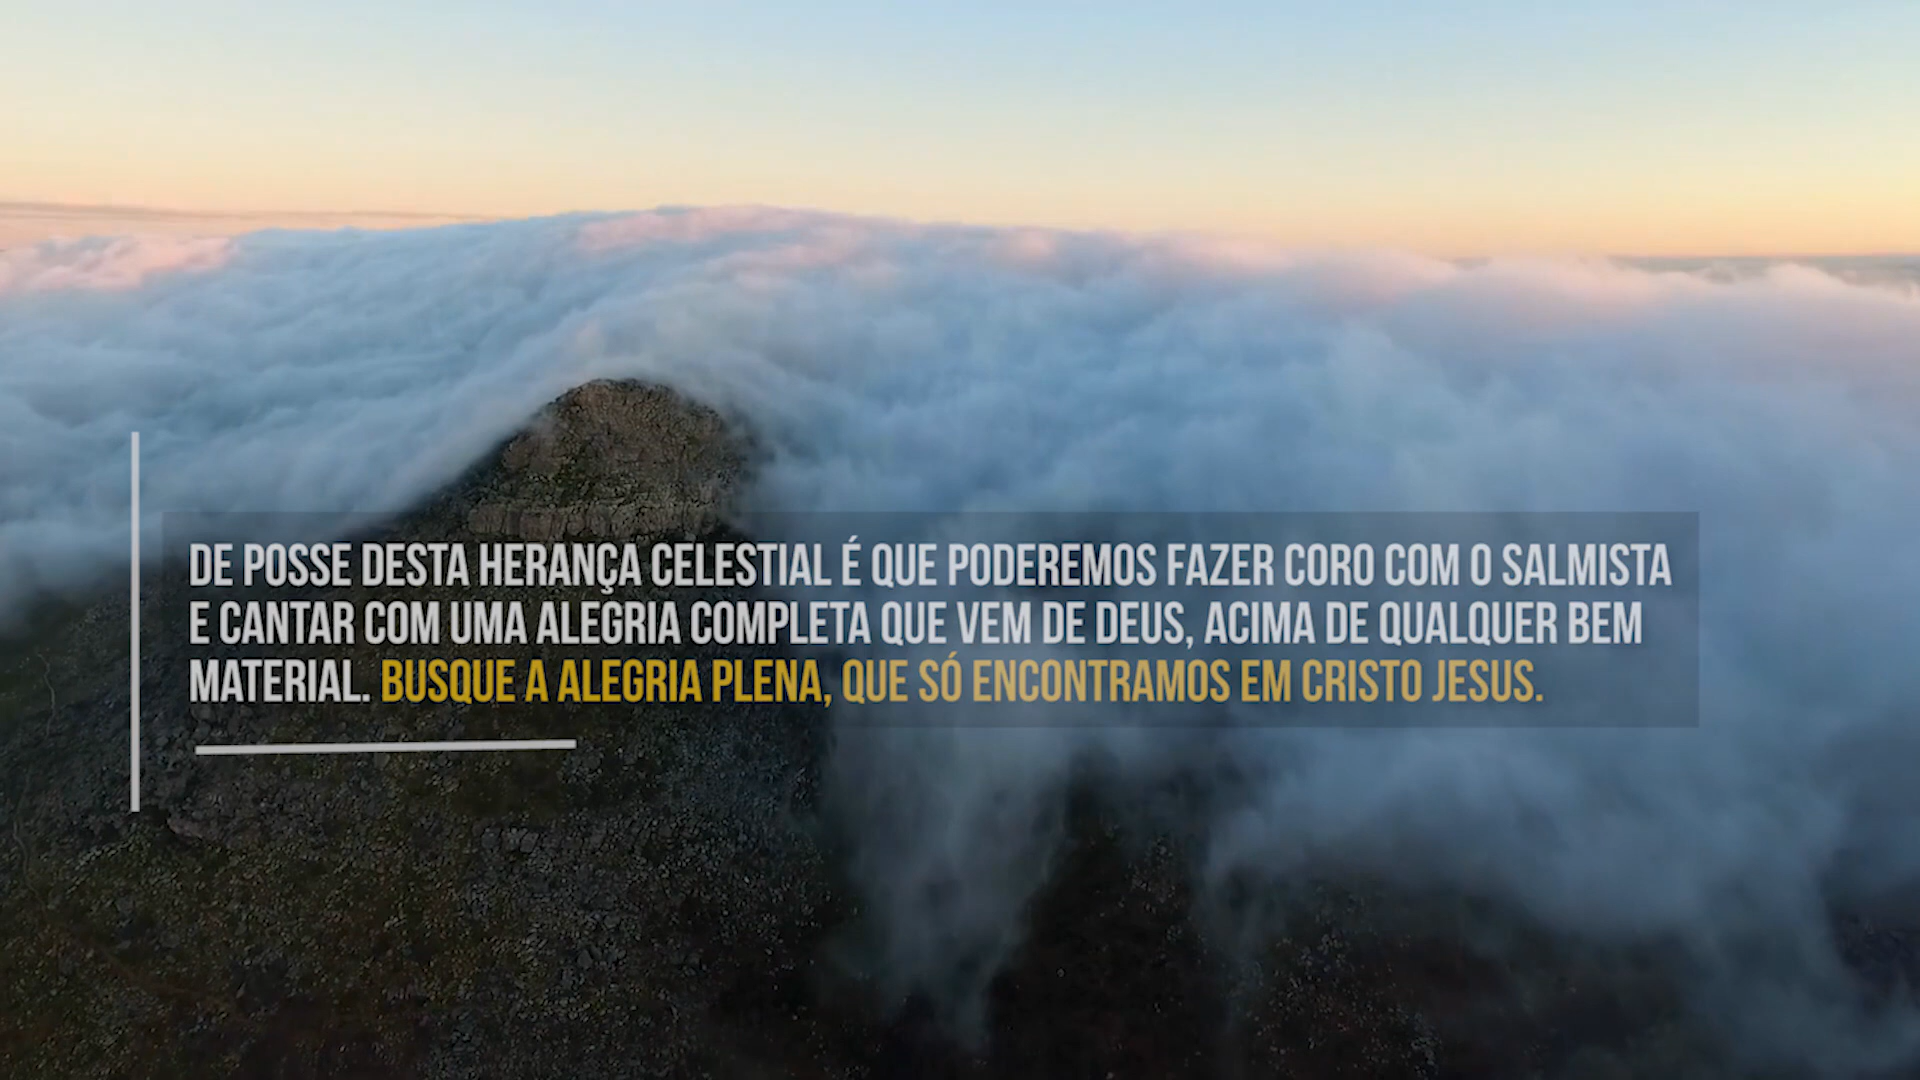 DE POSSE DESTA HERANÇA CELESTIAL É QUE PODEREMOS FAZER CORO COM O SALMISTA
E CANTAR COM UMA ALEGRIA COMPLETA QUE VEM DE DEUS, ACIMA DE QUALQUER BEM
MATERIAL. BUSQUE A ALEGRIA PLENA, QUE SÓ ENCONTRAMOS EM CRISTO JESUS.